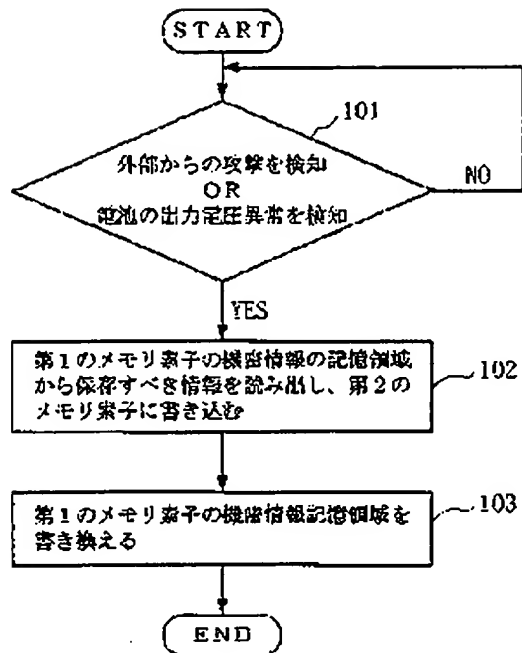 START
101
外部からの攻撃を検知
OR
電池の出力電圧異常を検知
NO
YES
第1のメモリ素子の機密情報の記憶領域
から保存すべき情報を読み出し、第2の
メモリ素子に書き込む
102
第1のメモリ素子の機密情報記憶領域を
書き換える
103
END